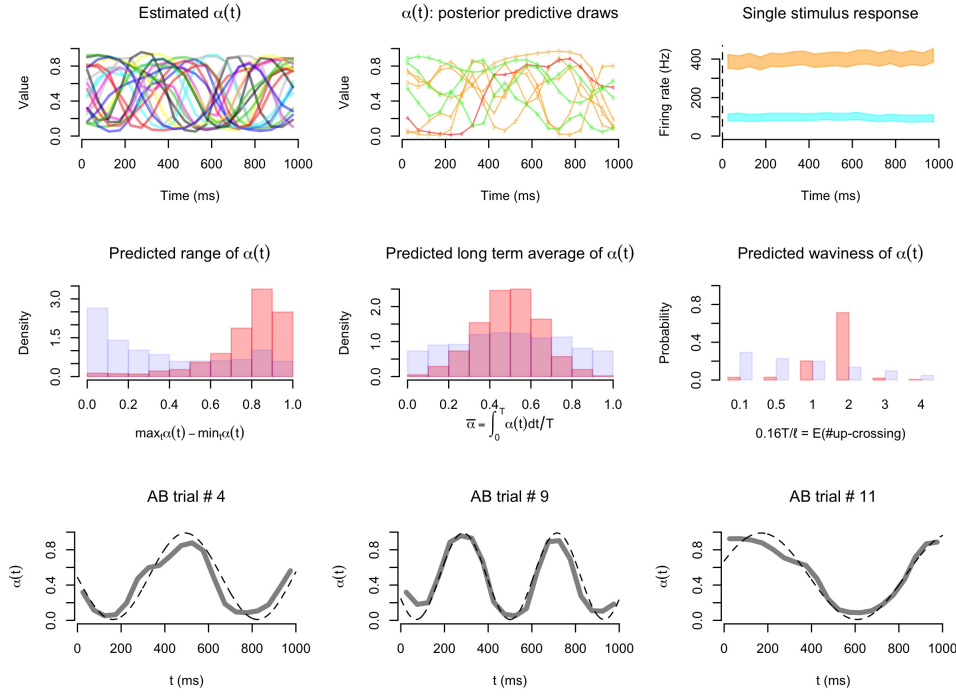 Estimated α(t)
α(t): posterior predictive draws
Single stimulus response
Value
0.0 0.4 0.8
0 200 400 600 800 1000
Time (ms)
Value
0.0 0.4 0.8
0 200 400 600 800 1000
Time (ms)
Firing rate (Hz)
0 200 400
0 200 400 600 800 1000
Time (ms)
Predicted range of α(t)
Predicted long term average of α(t)
Predicted waviness of α(t)
Density
0.0 1.5 3.0
0.0 0.2 0.4 0.6 0.8 1.0
maxₜα(t) − minₜα(t)
Density
0.0 1.0 2.0
0.0 0.2 0.4 0.6 0.8 1.0
α̅ = ∫₀ᵀ α(t)dt/T
Probability
0.0 0.4 0.8
0.1 0.5 1 2 3 4
0.16T/ℓ = E(#up-crossing)
AB trial # 4
AB trial # 9
AB trial # 11
α(t)
0.0 0.4 0.8
0 200 400 600 800 1000
t (ms)
α(t)
0.0 0.4 0.8
0 200 400 600 800 1000
t (ms)
α(t)
0.0 0.4 0.8
0 200 400 600 800 1000
t (ms)